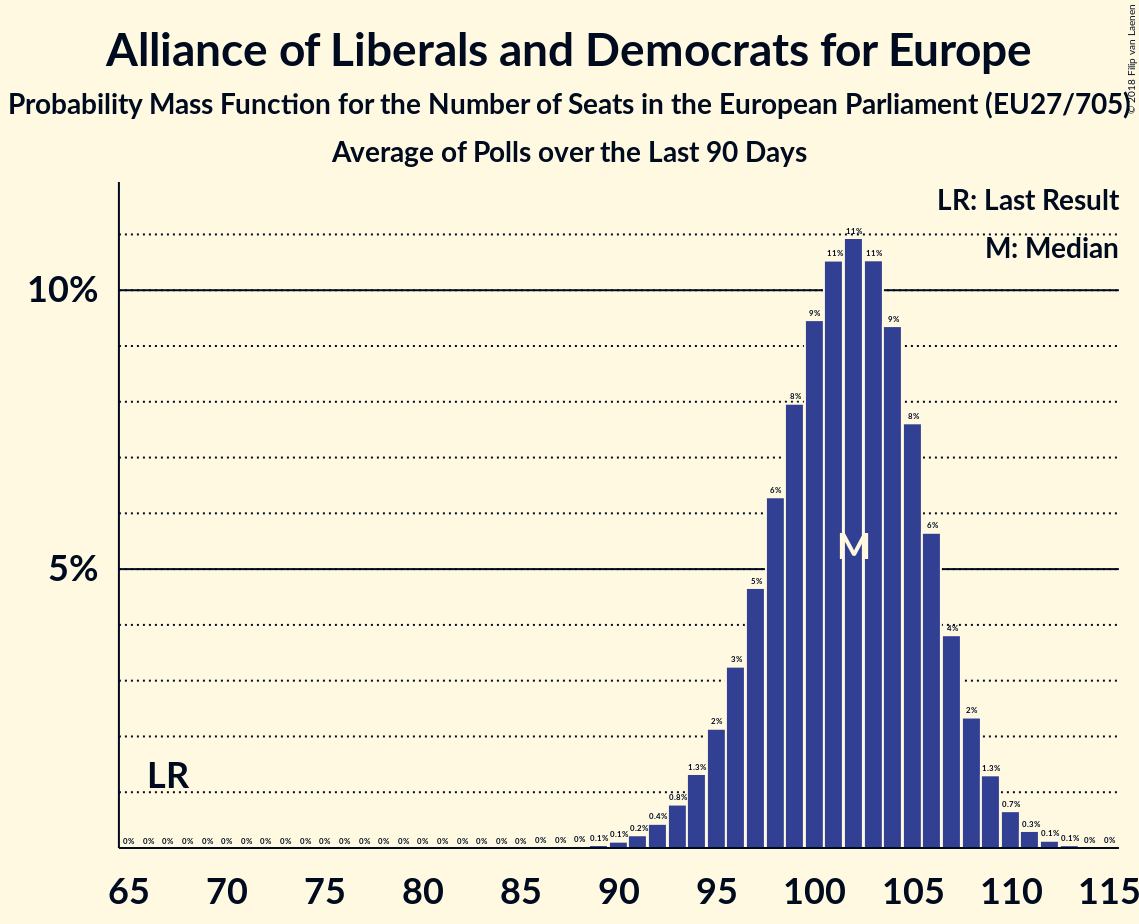 Alliance of Liberals and Democrats for Europe
Probability Mass Function for the Number of Seats in the European Parliament (EU27/705)
Average of Polls over the Last 90 Days
© 2018 Filip van Laenen
LR: Last Result
M: Median
10%
5%
LR
M
0% 0% 0% 0% 0% 0% 0% 0% 0% 0% 0% 0% 0% 0% 0% 0% 0% 0% 0% 0% 0% 0% 0% 0% 0.1% 0.1% 0.2% 0.4% 0.8% 1.3% 2% 3% 5% 6% 8% 9% 11% 11% 11% 9% 8% 6% 4% 2% 1.3% 0.7% 0.3% 0.1% 0.1% 0% 0%
65 70 75 80 85 90 95 100 105 110 115